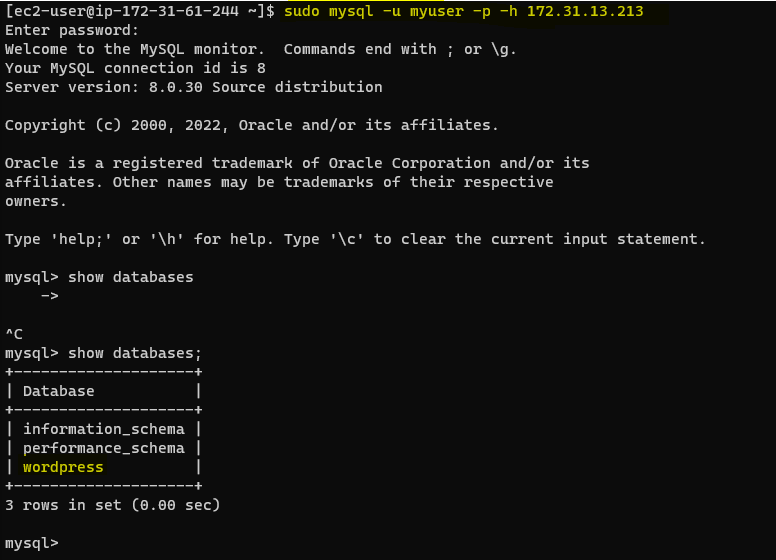 [ec2-user@ip-172-31-61-244 ~]$ sudo mysql -u myuser -p -h 172.31.13.213
Enter password:
Welcome to the MySQL monitor.  Commands end with ; or \g.
Your MySQL connection id is 8
Server version: 8.0.30 Source distribution

Copyright (c) 2000, 2022, Oracle and/or its affiliates.

Oracle is a registered trademark of Oracle Corporation and/or its
affiliates. Other names may be trademarks of their respective
owners.

Type 'help;' or '\h' for help. Type '\c' to clear the current input statement.

mysql> show databases
    ->

^C
mysql> show databases;
+--------------------+
| Database           |
+--------------------+
| information_schema |
| performance_schema |
| wordpress          |
+--------------------+
3 rows in set (0.00 sec)

mysql>